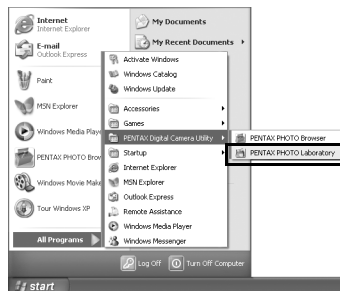 Internet
Internet Explorer
E-mail
Outlook Express
Paint
MSN Explorer
Windows Media Playe
PENTAX PHOTO Brow
Windows Movie Make
Tour Windows XP
All Programs
My Documents
My Recent Documents
Activate Windows
Windows Catalog
Windows Update
Accessories
Games
PENTAX Digital Camera Utility
Startup
Internet Explorer
MSN Explorer
Outlook Express
Remote Assistance
Windows Media Player
Windows Messenger
PENTAX PHOTO Browser
PENTAX PHOTO Laboratory
Log Off
Turn Off Computer
start